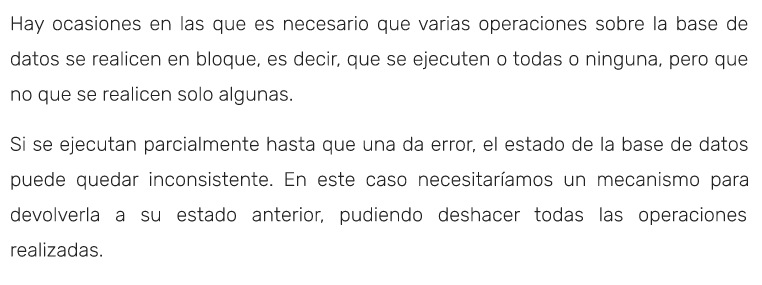 Hay ocasiones en las que es necesario que varias operaciones sobre la base de
datos se realicen en bloque, es decir, que se ejecuten o todas o ninguna, pero que
no que se realicen solo algunas.
Si se ejecutan parcialmente hasta que una da error, el estado de la base de datos
puede quedar inconsistente. En este caso necesitaríamos un mecanismo para
devolverla a su estado anterior, pudiendo deshacer todas las operaciones
realizadas.